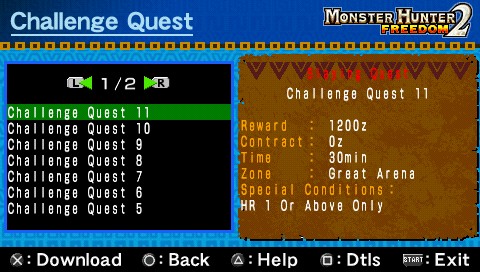 Challenge Quest
MONSTER HUNTER
FREEDOM 2
L 1/2 R
Challenge Quest 11
Challenge Quest 10
Challenge Quest 9
Challenge Quest 8
Challenge Quest 7
Challenge Quest 6
Challenge Quest 5
Slaying Quest
Challenge Quest 11
Reward : 1200z
Contract: 0z
Time : 30min
Zone : Great Arena
Special Conditions:
HR 1 Or Above Only
:Download :Back :Help :Dtls START:Exit